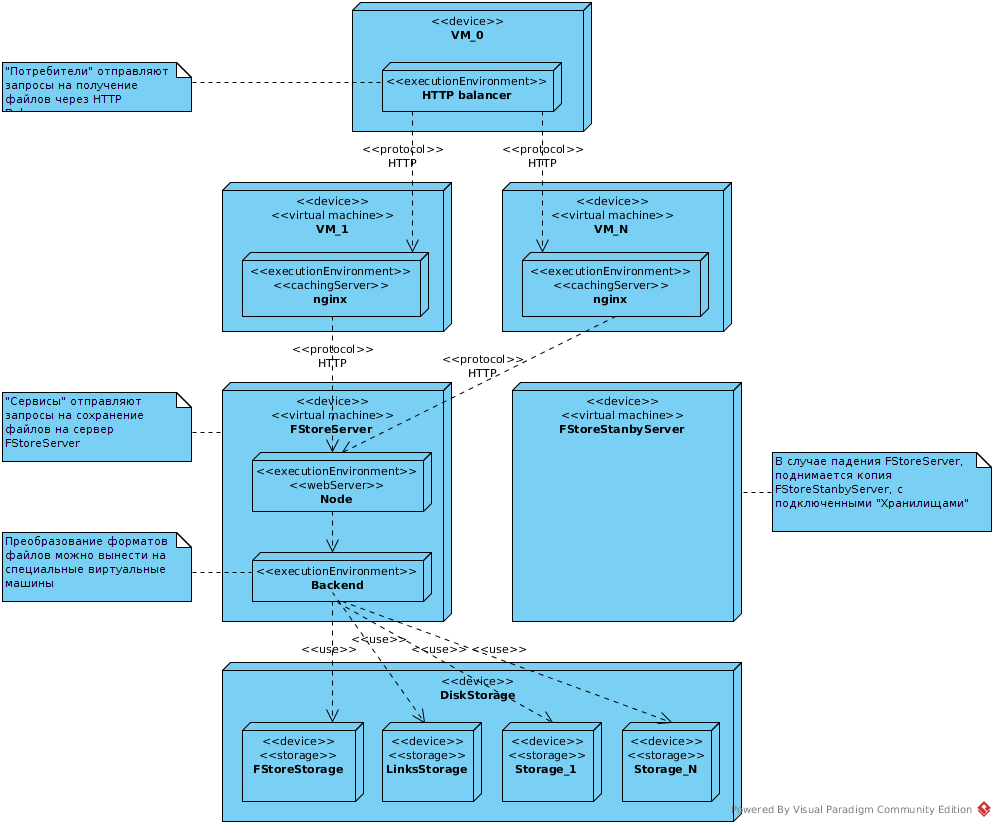 <<device>>
VM_0
<<executionEnvironment>>
HTTP balancer
"Потребители" отправляют
запросы на получение
файлов через HTTP
<<protocol>>
HTTP
<<protocol>>
HTTP
<<device>>
<<virtual machine>>
VM_1
<<executionEnvironment>>
<<cachingServer>>
nginx
<<device>>
<<virtual machine>>
VM_N
<<executionEnvironment>>
<<cachingServer>>
nginx
<<protocol>>
HTTP
<<protocol>>
HTTP
"Сервисы" отправляют
запросы на сохранение
файлов на сервер
FStoreServer
<<device>>
<<virtual machine>>
FStoreServer
<<executionEnvironment>>
<<webServer>>
Node
<<device>>
<<virtual machine>>
FStoreStanbyServer
В случае падения FStoreServer,
поднимается копия
FStoreStanbyServer, с
подключенными "Хранилищами"
Преобразование форматов
файлов можно вынести на
специальные виртуальные
машины
<<executionEnvironment>>
Backend
<<use>>
<<use>>
<<use>>
<<use>>
<<device>>
DiskStorage
<<device>>
<<storage>>
FStoreStorage
<<device>>
<<storage>>
LinksStorage
<<device>>
<<storage>>
Storage_1
<<device>>
<<storage>>
Storage_N
Powered By Visual Paradigm Community Edition